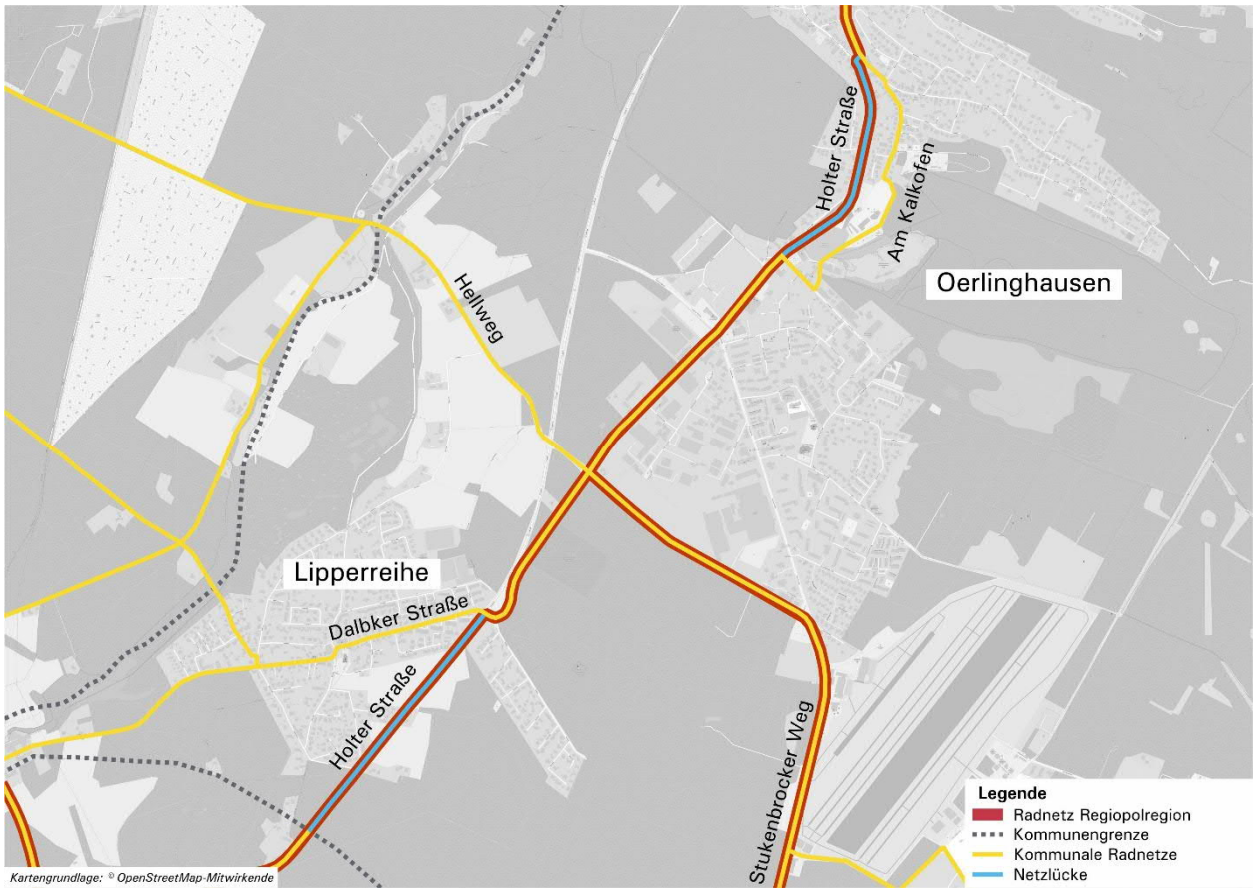 Holter Straße
Am Kalkofen
Oerlinghausen
Hellweg
Lipperreihe
Dalbker Straße
Holter Straße
Stukenbrocker Weg
Legende
Radnetz Regiopolregion
Kommunengrenze
Kommunale Radnetze
Netzlücke
Kartengrundlage: © OpenStreetMap-Mitwirkende